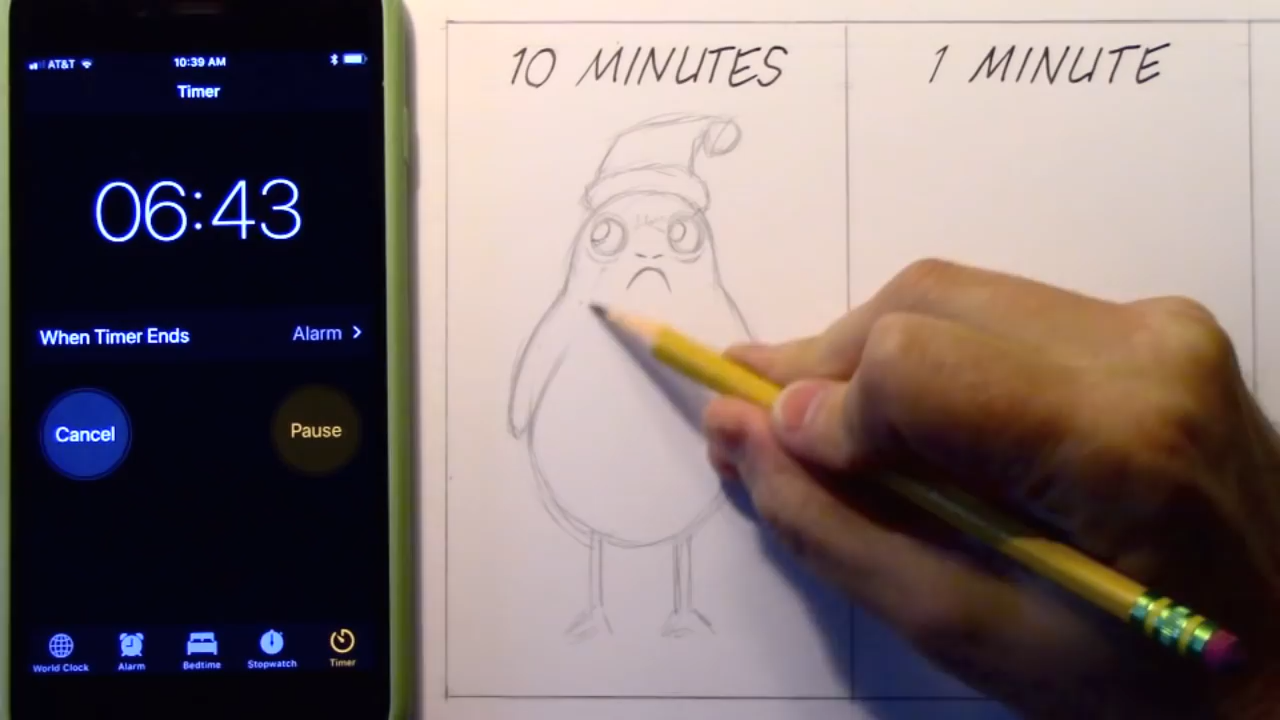 AT&T 10:39 AM
Timer
06:43
When Timer Ends Alarm >
Cancel Pause
World Clock Alarm Bedtime Stopwatch Timer
10 MINUTES 1 MINUTE